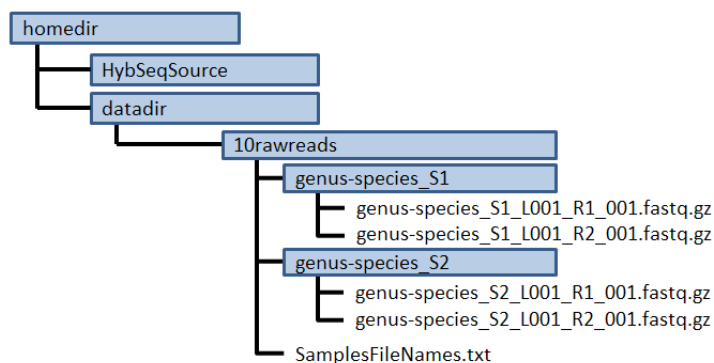 homedir
HybSeqSource
datadir
10rawreads
genus-species_S1
genus-species_S1_L001_R1_001.fastq.gz
genus-species_S1_L001_R2_001.fastq.gz
genus-species_S2
genus-species_S2_L001_R1_001.fastq.gz
genus-species_S2_L001_R2_001.fastq.gz
SamplesFileNames.txt